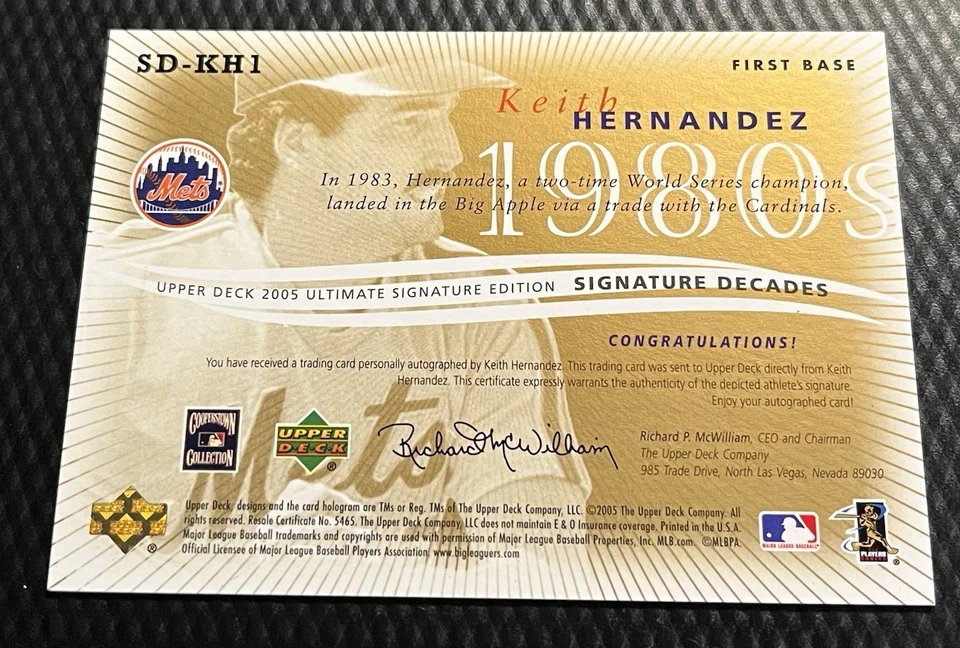 SD-KH1
FIRST BASE
Keith
HERNANDEZ
1980s
Mets
In 1983, Hernandez, a two-time World Series champion,
landed in the Big Apple via a trade with the Cardinals.
UPPER DECK 2005 ULTIMATE SIGNATURE EDITION SIGNATURE DECADES
CONGRATULATIONS!
You have received a trading card personally autographed by Keith Hernandez. This trading card was sent to Upper Deck directly from Keith
Hernandez. This certificate expressly warrants the authenticity of the depicted athlete's signature.
Enjoy your autographed card!
Mets
COOPERSTOWN
COLLECTION
UPPER
DECK
®
Richard P. McWilliam
Richard P. McWilliam, CEO and Chairman
The Upper Deck Company
985 Trade Drive, North Las Vegas, Nevada 89030
®
Upper Deck, designs and the card hologram are TMs or Reg. TMs of The Upper Deck Company, LLC. ©2005 The Upper Deck Company. All
rights reserved. Resale Certificate No. 5465. The Upper Deck Company, LLC does not maintain E & O Insurance coverage. Printed in the U.S.A.
Major League Baseball trademarks and copyrights are used with permission of Major League Baseball Properties, Inc. MLB.com. ©MLBPA.
Official Licensee of Major League Baseball Players Association. www.bigleaguers.com
MAJOR LEAGUE BASEBALL
PLAYERS
®